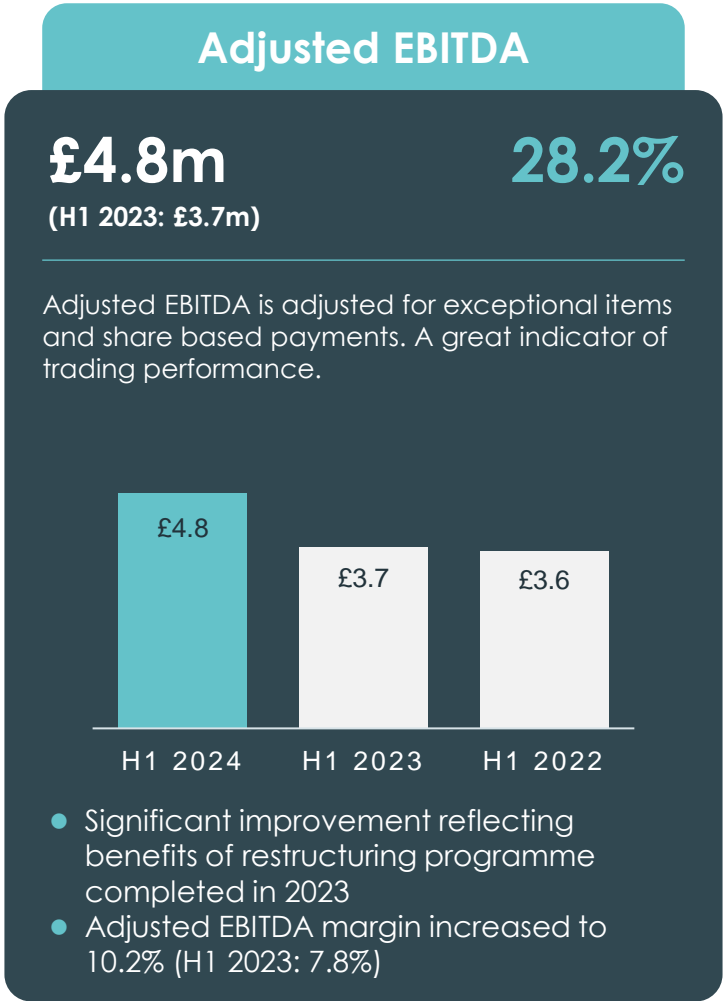 Adjusted EBITDA
£4.8m
28.2%
(H1 2023: £3.7m)
Adjusted EBITDA is adjusted for exceptional items
and share based payments. A great indicator of
trading performance.
£4.8
£3.7
£3.6
H1 2024
H1 2023
H1 2022
Significant improvement reflecting
benefits of restructuring programme
completed in 2023
Adjusted EBITDA margin increased to
10.2% (H1 2023: 7.8%)